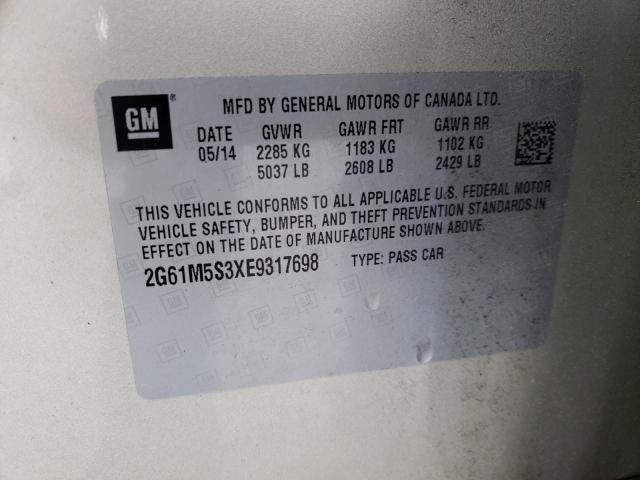 GM
MFD BY GENERAL MOTORS OF CANADA LTD.
DATE GVWR GAWR FRT GAWR RR
05/14 2285 KG 1183 KG 1102 KG
5037 LB 2608 LB 2429 LB
THIS VEHICLE CONFORMS TO ALL APPLICABLE U.S. FEDERAL MOTOR
VEHICLE SAFETY, BUMPER, AND THEFT PREVENTION STANDARDS IN
EFFECT ON THE DATE OF MANUFACTURE SHOWN ABOVE.
2G61M5S3XE9317698 TYPE: PASS CAR